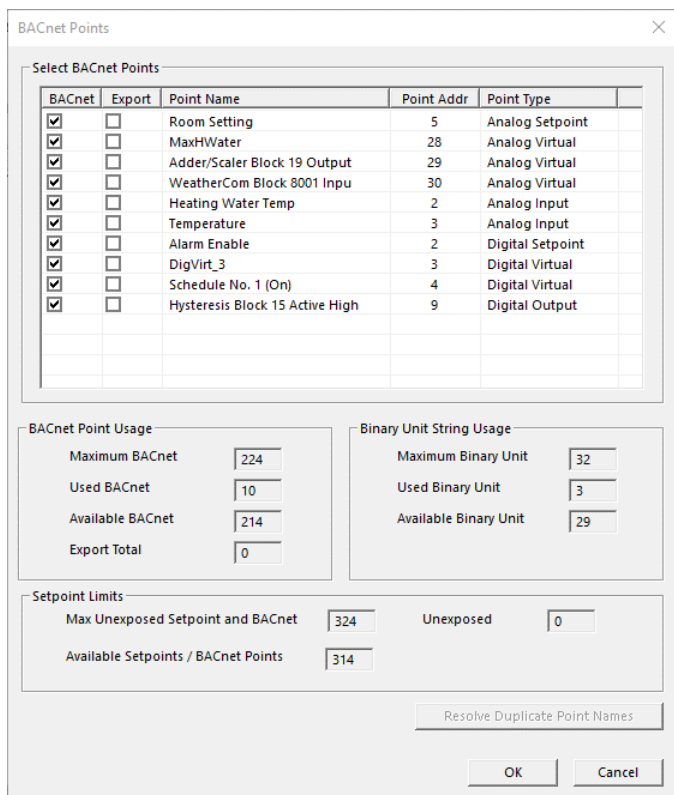 BACnet Points
Select BACnet Points
BACnet Export Point Name Point Addr Point Type
Room Setting 5 Analog Setpoint
MaxHWater 28 Analog Virtual
Adder/Scaler Block 19 Output 29 Analog Virtual
WeatherCom Block 8001 Inpu 30 Analog Virtual
Heating Water Temp 2 Analog Input
Temperature 3 Analog Input
Alarm Enable 2 Digital Setpoint
DigVirt_3 3 Digital Virtual
Schedule No. 1 (On) 4 Digital Virtual
Hysteresis Block 15 Active High 9 Digital Output
BACnet Point Usage Binary Unit String Usage
Maximum BACnet 224 Maximum Binary Unit 32
Used BACnet 10 Used Binary Unit 3
Available BACnet 214 Available Binary Unit 29
Export Total 0
Setpoint Limits
Max Unexposed Setpoint and BACnet 324 Unexposed 0
Available Setpoints / BACnet Points 314
Resolve Duplicate Point Names
OK Cancel